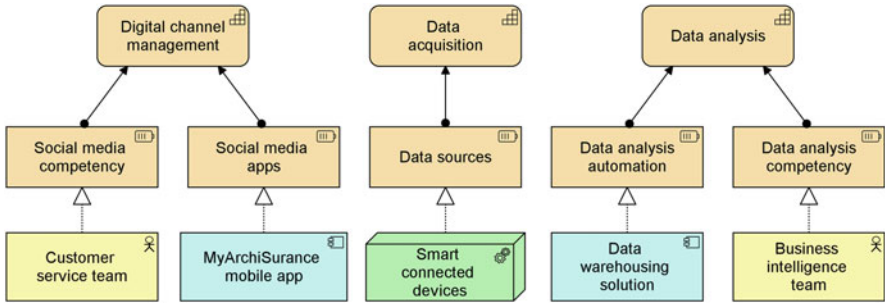 Digital channel
management
Data
acquisition
Data analysis
Social media
competency
Social media
apps
Data sources
Data analysis
automation
Data analysis
competency
Customer
service team
MyArchiSurance
mobile app
Smart
connected
devices
Data
warehousing
solution
Business
intelligence
team